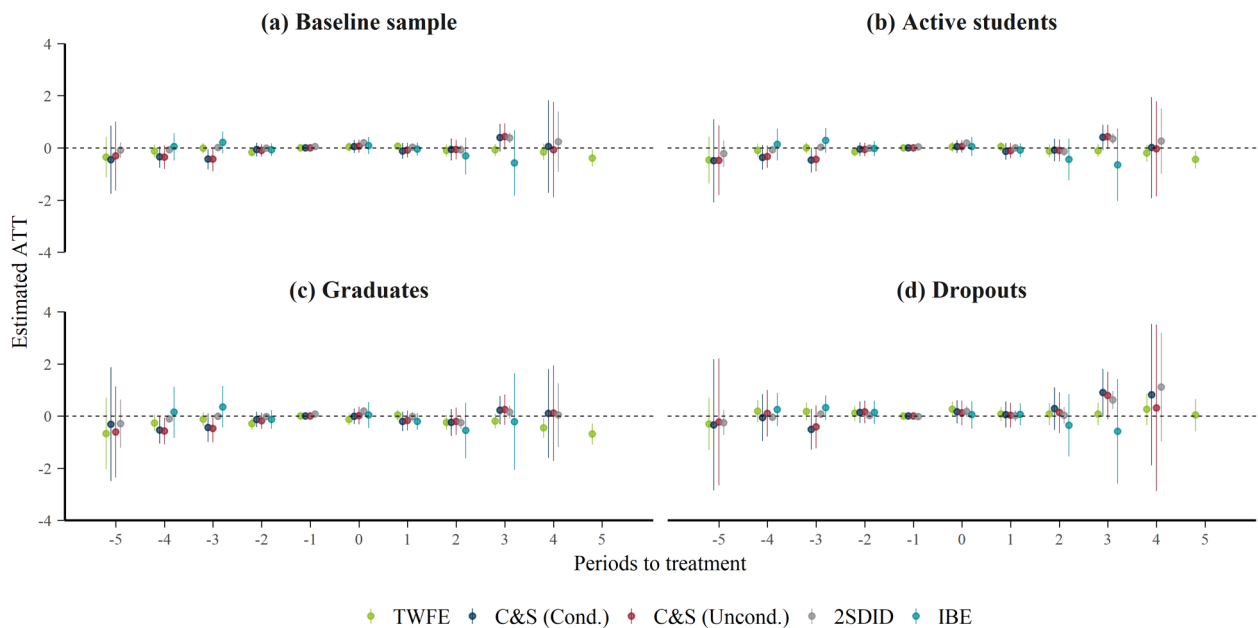 (a) Baseline sample
(b) Active students
4
2
0
-2
-4
(c) Graduates
(d) Dropouts
4
2
0
-2
-4
Estimated ATT
-5 -4 -3 -2 -1 0 1 2 3 4 5
-5 -4 -3 -2 -1 0 1 2 3 4 5
Periods to treatment
TWFE C&S (Cond.) C&S (Uncond.) 2SDID IBE